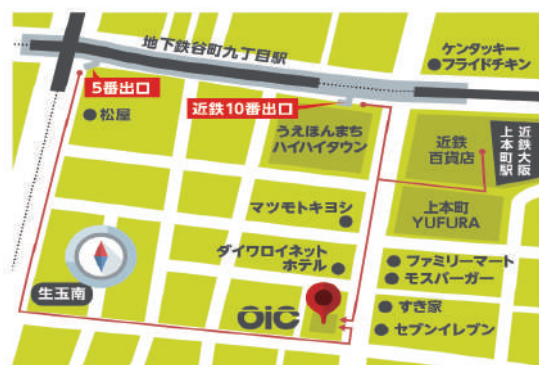 地下鉄谷町九丁目駅
ケンタッキー
フライドチキン
5番出口
近鉄10番出口
松屋
うえほんまち
ハイハイタウン
近鉄
百貨店
近鉄大阪
上本町駅
マツモトキヨシ
上本町
YUFURA
ダイワロイネット
ホテル
ファミリーマート
モスバーガー
生玉南
OIC
すき家
セブンイレブン